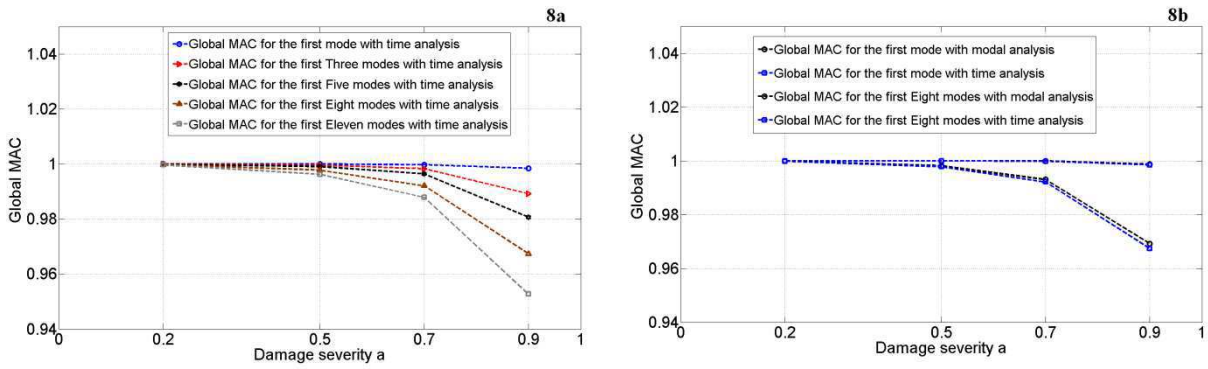 8a
1.04
1.02
1
0.98
0.96
0.94
Global MAC
Global MAC for the first mode with time analysis
Global MAC for the first Three modes with time analysis
Global MAC for the first Five modes with time analysis
Global MAC for the first Eight modes with time analysis
Global MAC for the first Eleven modes with time analysis
0 0.2 0.5 0.7 0.9 1
Damage severity a
8b
1.04
1.02
1
0.98
0.96
0.94
Global MAC
Global MAC for the first mode with modal analysis
Global MAC for the first mode with time analysis
Global MAC for the first Eight modes with modal analysis
Global MAC for the first Eight modes with time analysis
0 0.2 0.5 0.7 0.9 1
Damage severity a